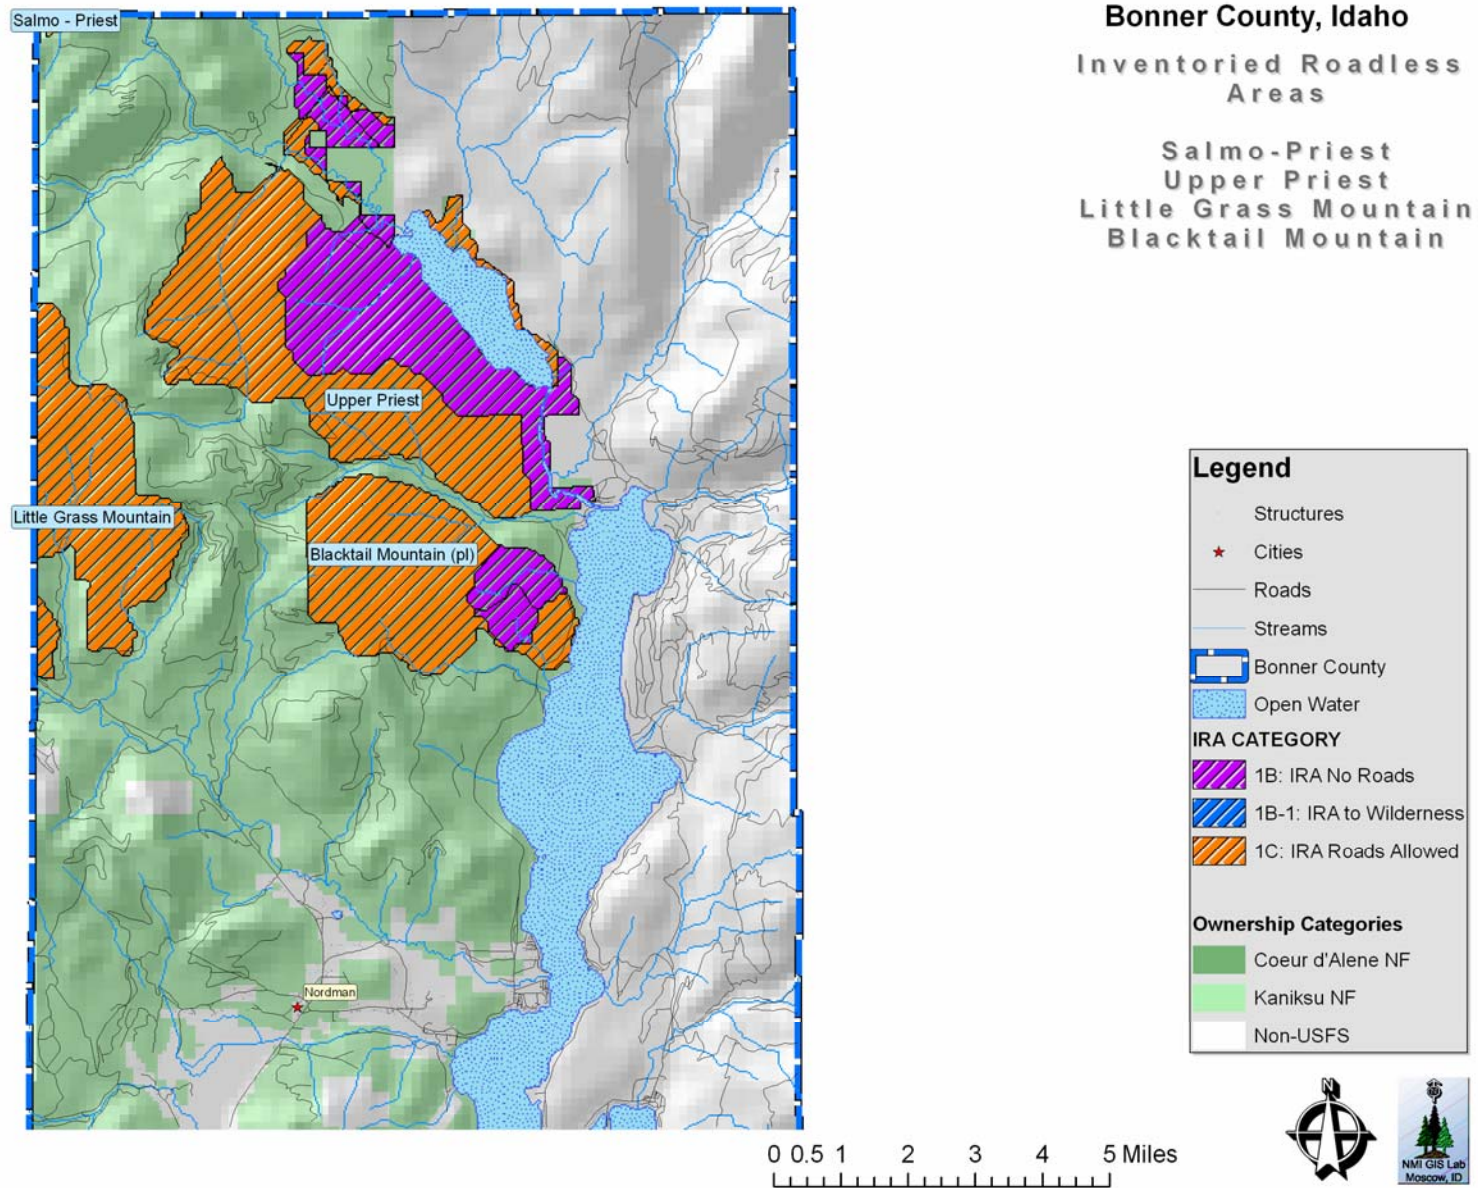 Bonner County, Idaho
Inventoried Roadless
Areas
Salmo-Priest
Upper Priest
Little Grass Mountain
Blacktail Mountain
Salmo - Priest
Upper Priest
Little Grass Mountain
Blacktail Mountain (pl)
Nordman
Legend
Structures
Cities
Roads
Streams
Bonner County
Open Water
IRA CATEGORY
1B: IRA No Roads
1B-1: IRA to Wilderness
1C: IRA Roads Allowed
Ownership Categories
Coeur d'Alene NF
Kaniksu NF
Non-USFS
0 0.5 1 2 3 4 5 Miles
N
NMI GIS Lab
Moscow, ID